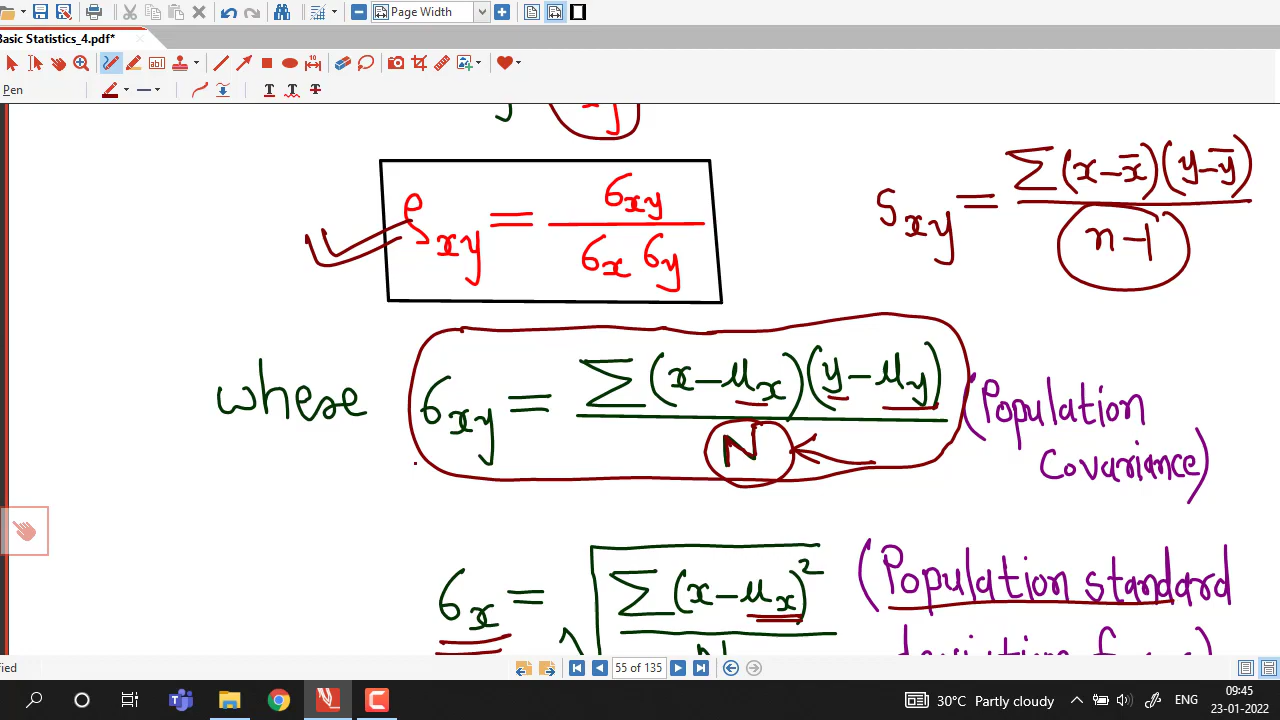 Page Width
Basic Statistics_4.pdf*
Pen
ρxy = σxy / σx σy
Sxy = ∑(x-x̅)(y-y̅) / n-1
where σxy = ∑(x-μx)(y-μy) / N (Population
Covariance)
σx = √∑(x-μx)² / N (Population standard
55 of 135
30°C Partly cloudy
ENG
09:45
23-01-2022